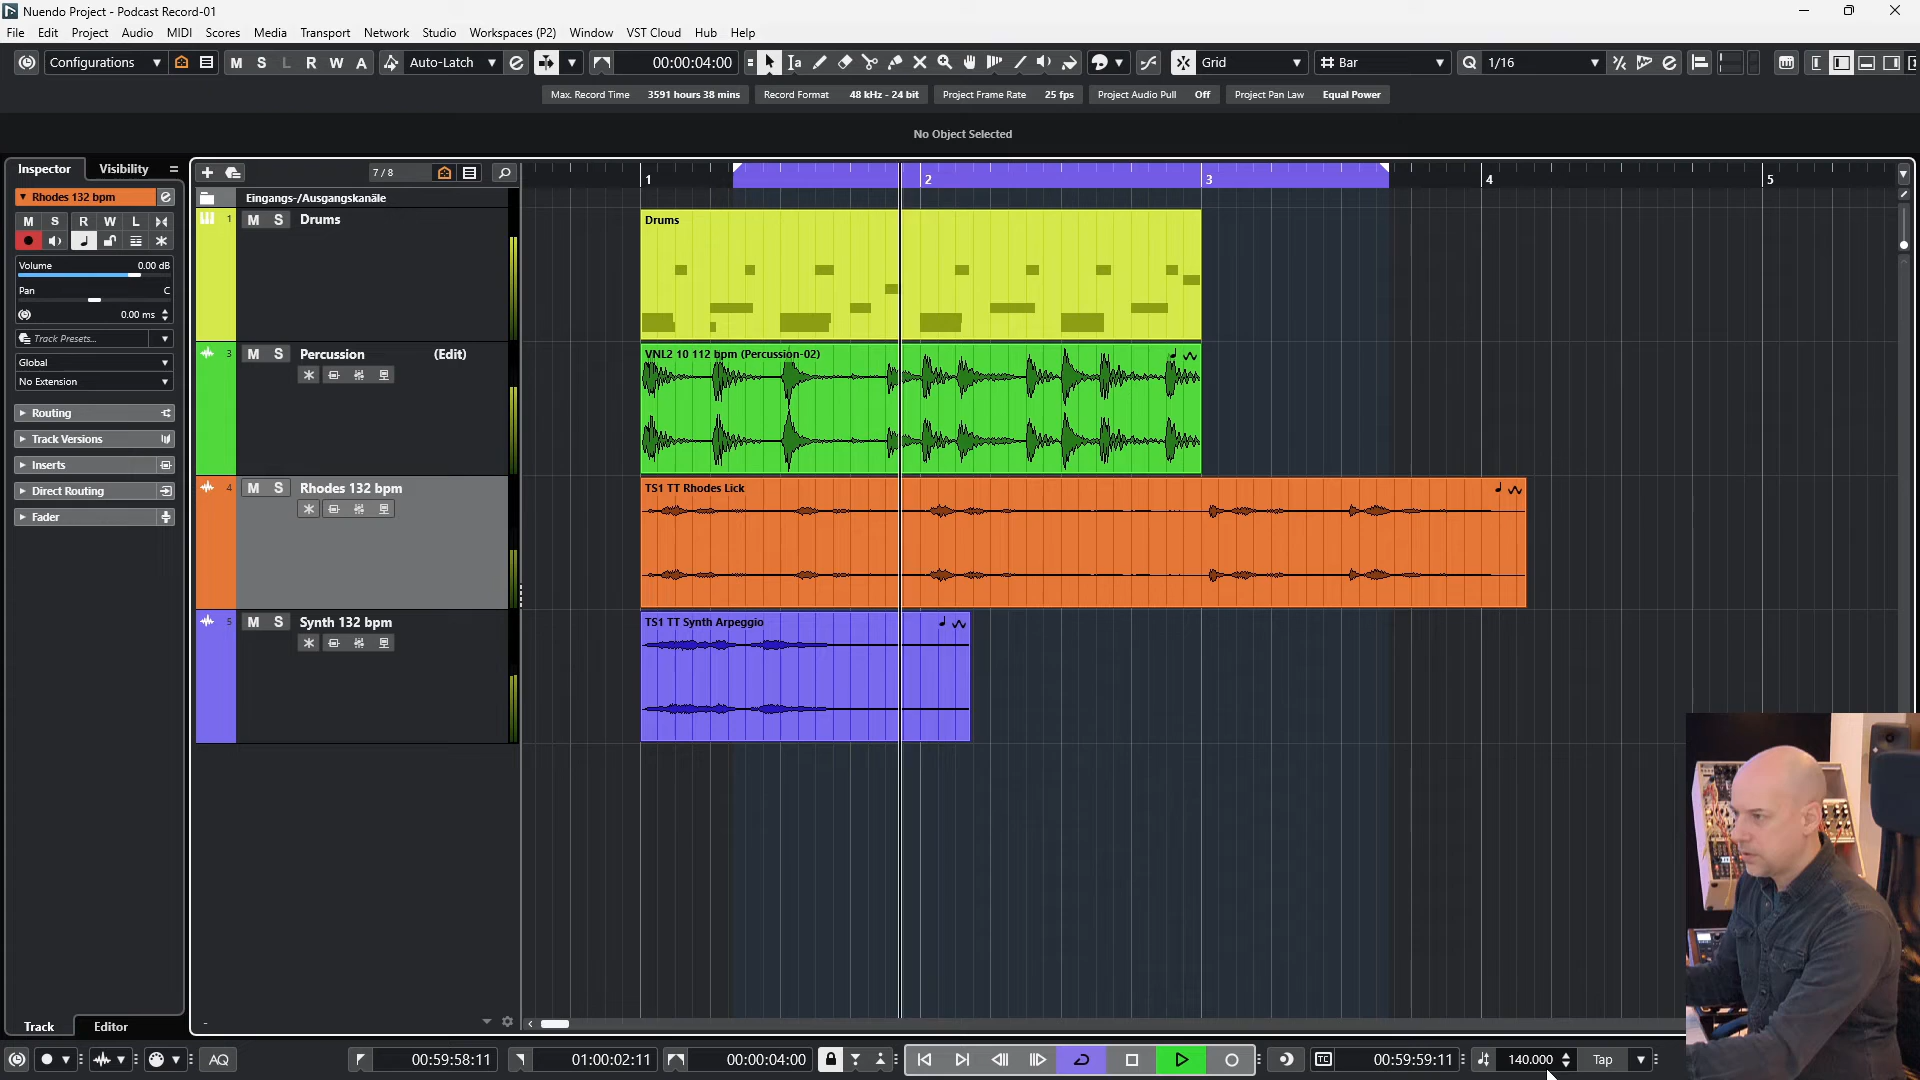 Nuendo Project - Podcast Record-01
File Edit Project Audio MIDI Scores Media Transport Network Studio Workspaces (P2) Window VST Cloud Hub Help
Configurations M S L R W A Auto-Latch 00:00:04:00 Grid Bar Q 1/16
Max. Record Time 3591 hours 38 mins Record Format 48 kHz - 24 bit Project Frame Rate 25 fps Project Audio Pull Off Project Pan Law Equal Power
No Object Selected
Inspector Visibility
7 / 8
1 2 3 4 5
Rhodes 132 bpm
Eingangs-/Ausgangskanäle
M S R W L
1 M S Drums
Drums
Volume 0.00 dB
Pan C
0.00 ms
Track Presets...
Global
No Extension
3 M S Percussion (Edit)
VNL2 10 112 bpm (Percussion-02)
Routing
Track Versions
Inserts
Direct Routing
Fader
4 M S Rhodes 132 bpm
TS1 TT Rhodes Lick
5 M S Synth 132 bpm
TS1 TT Synth Arpeggio
Track Editor
AQ 00:59:58:11 01:00:02:11 00:00:04:00 TC 00:59:59:11 140.000 Tap